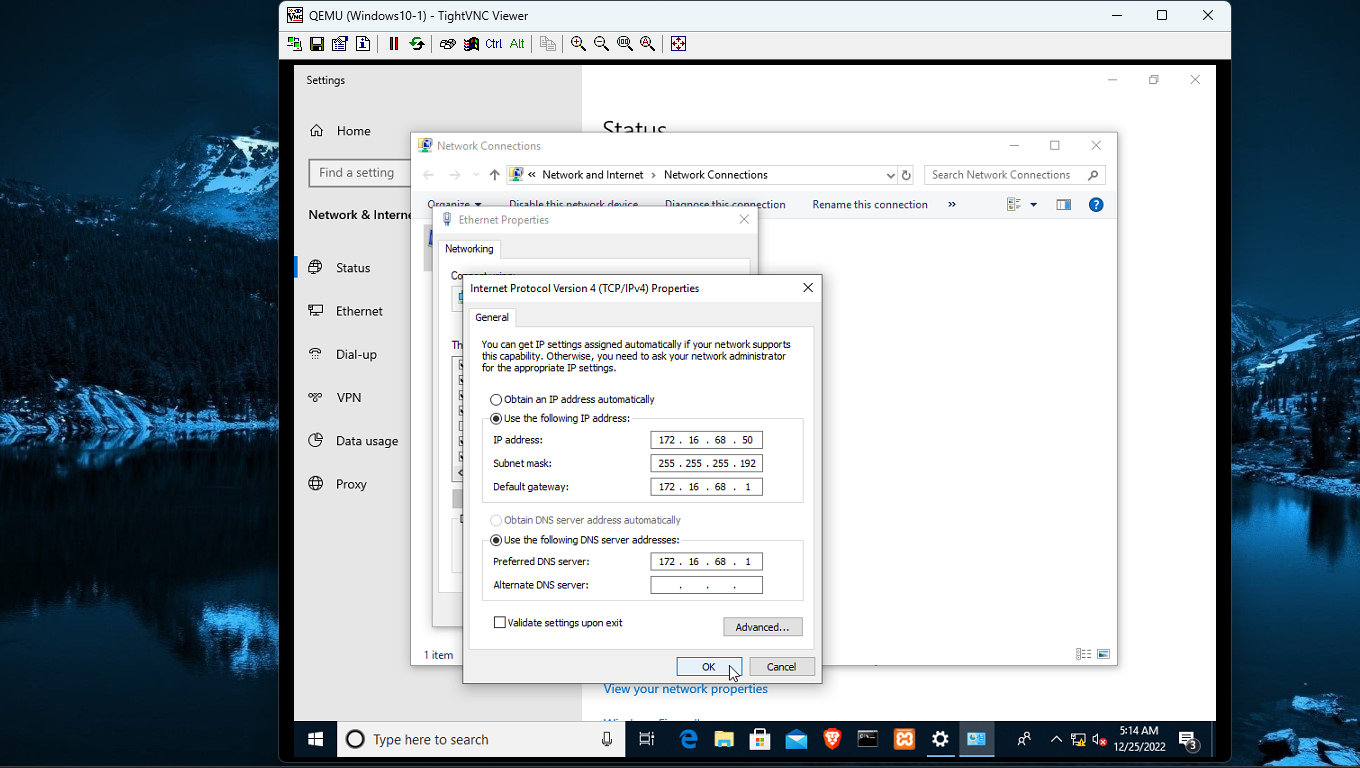 QEMU (Windows10-1) - TightVNC Viewer
Ctrl Alt
Settings
Home
Find a setting
Network & Interne
Status
Ethernet
Dial-up
VPN
Data usage
Proxy
Status
Network Connections
« Network and Internet › Network Connections
Search Network Connections
Organize Disable this network device Diagnose this connection Rename this connection »
Ethernet Properties
Networking
Internet Protocol Version 4 (TCP/IPv4) Properties
General
You can get IP settings assigned automatically if your network supports
this capability. Otherwise, you need to ask your network administrator
for the appropriate IP settings.
Obtain an IP address automatically
Use the following IP address:
IP address: 172 . 16 . 68 . 50
Subnet mask: 255 . 255 . 255 . 192
Default gateway: 172 . 16 . 68 . 1
Obtain DNS server address automatically
Use the following DNS server addresses:
Preferred DNS server: 172 . 16 . 68 . 1
Alternate DNS server: . . .
Validate settings upon exit
Advanced...
OK Cancel
1 item
View your network properties
Type here to search
5:14 AM
12/25/2022
3